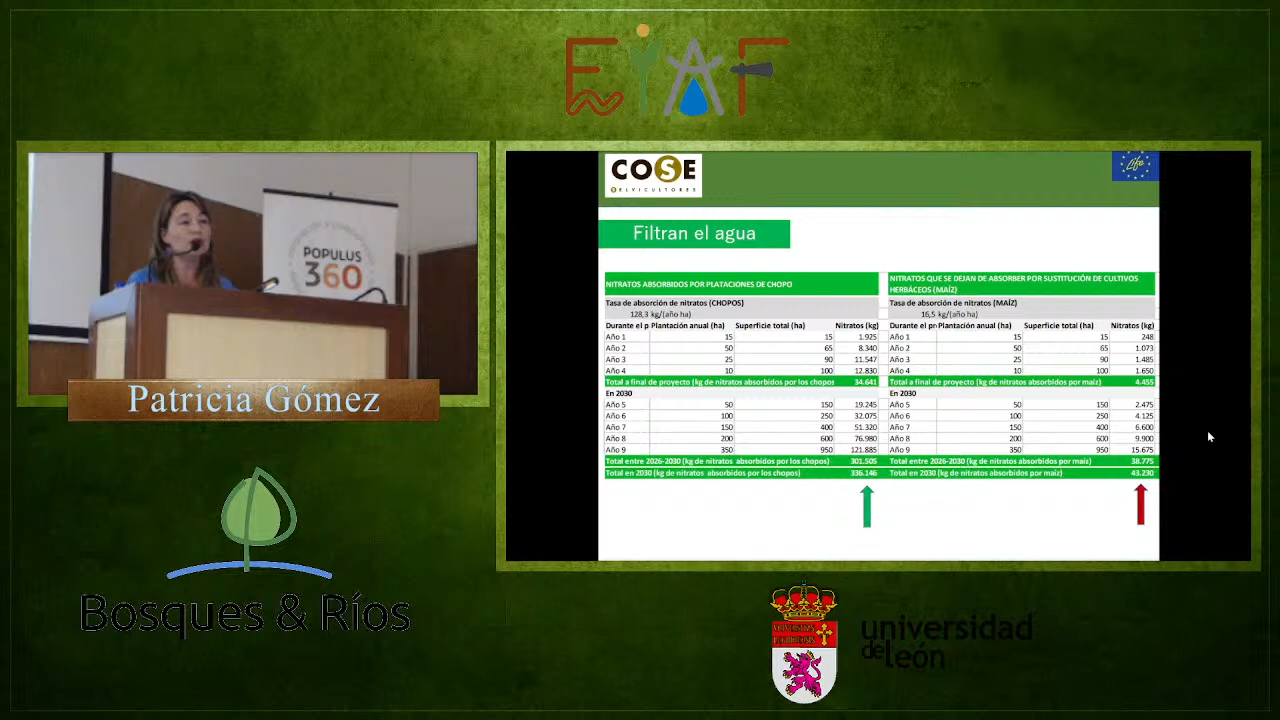 EIAF
POPULUS
360
Patricia Gómez
Bosques & Ríos
COSE
SELVICULTORES
Life
Filtran el agua
NITRATOS ABSORBIDOS POR PLATACIONES DE CHOPO
Tasa de absorción de nitratos (CHOPOS)
128,3 kg/(año ha)
Durante el p Plantación anual (ha) Superficie total (ha) Nitratos (kg)
Año 1 15 15 1.925
Año 2 50 65 8.340
Año 3 25 90 11.547
Año 4 10 100 12.830
Total a final de proyecto (kg de nitratos absorbidos por los chopos 34.641
En 2030
Año 5 50 150 19.245
Año 6 100 250 32.075
Año 7 150 400 51.320
Año 8 200 600 76.980
Año 9 350 950 121.885
Total entre 2026-2030 (kg de nitratos absorbidos por los chopos) 301.505
Total en 2030 (kg de nitratos absorbidos por los chopos) 336.146
NITRATOS QUE SE DEJAN DE ABSORBER POR SUSTITUCIÓN DE CULTIVOS
HERBÁCEOS (MAÍZ)
Tasa de absorción de nitratos (MAÍZ)
16,5 kg/(año ha)
Durante el pr Plantación anual (ha) Superficie total (ha) Nitratos (kg)
Año 1 15 15 248
Año 2 50 65 1.073
Año 3 25 90 1.485
Año 4 10 100 1.650
Total a final de proyecto (kg de nitratos absorbidos por maíz) 4.455
En 2030
Año 5 50 150 2.475
Año 6 100 250 4.125
Año 7 150 400 6.600
Año 8 200 600 9.900
Año 9 350 950 15.675
Total entre 2026-2030 (kg de nitratos absorbidos por maíz) 38.775
Total en 2030 (kg de nitratos absorbidos por maíz) 43.230
universidad
de león